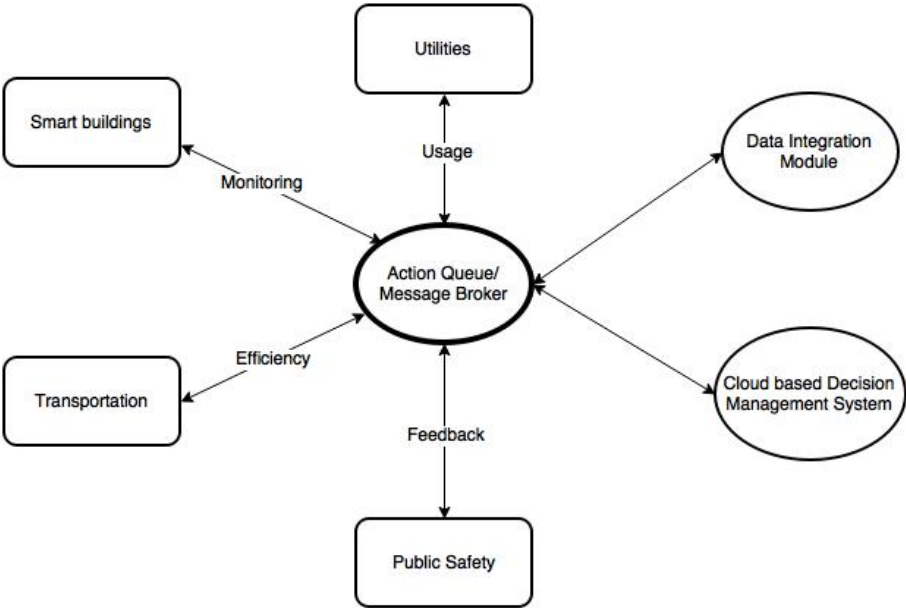 Utilities
Smart buildings
Usage
Data Integration
Module
Monitoring
Action Queue/
Message Broker
Efficiency
Transportation
Cloud based Decision
Management System
Feedback
Public Safety